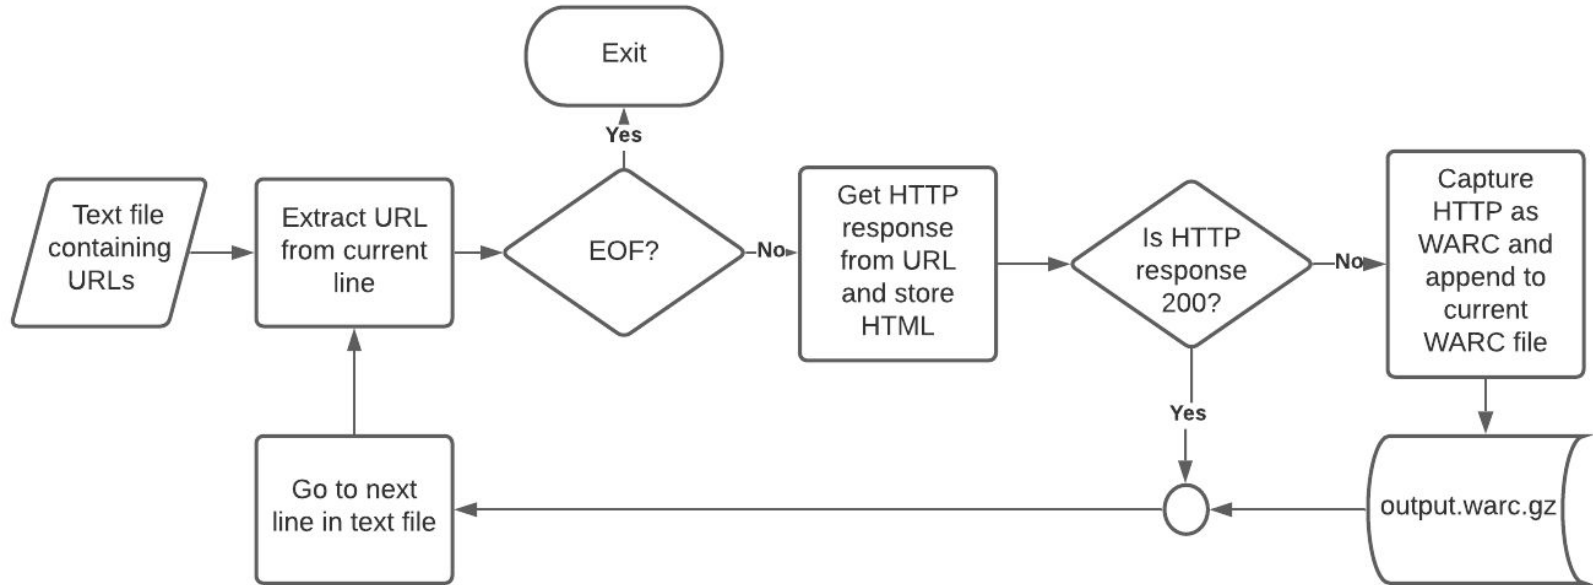 Exit
Yes
Text file
containing
URLs
Extract URL
from current
line
EOF?
No
Get HTTP
response
from URL
and store
HTML
Is HTTP
response
200?
No
Capture
HTTP as
WARC and
append to
current
WARC file
Yes
Go to next
line in text file
output.warc.gz